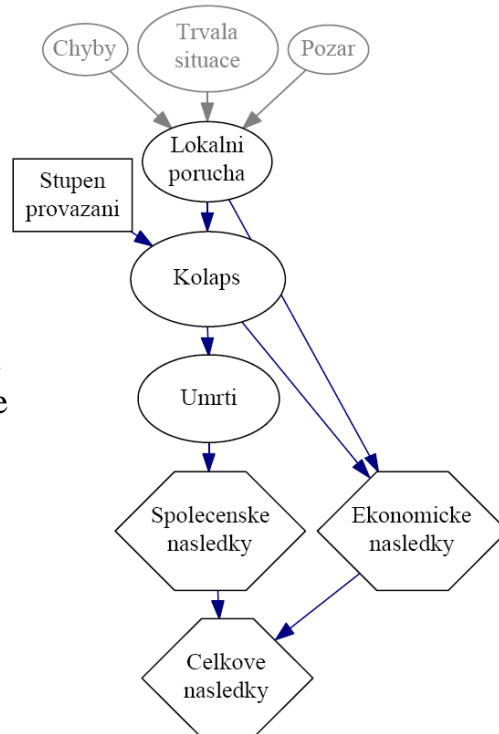 Chyby
Trvala
situace
Pozar
Lokalni
porucha
Stupen
provazani
Kolaps
e
Umrti
Spolecenske
nasledky
Ekonomicke
nasledky
Celkove
nasledky